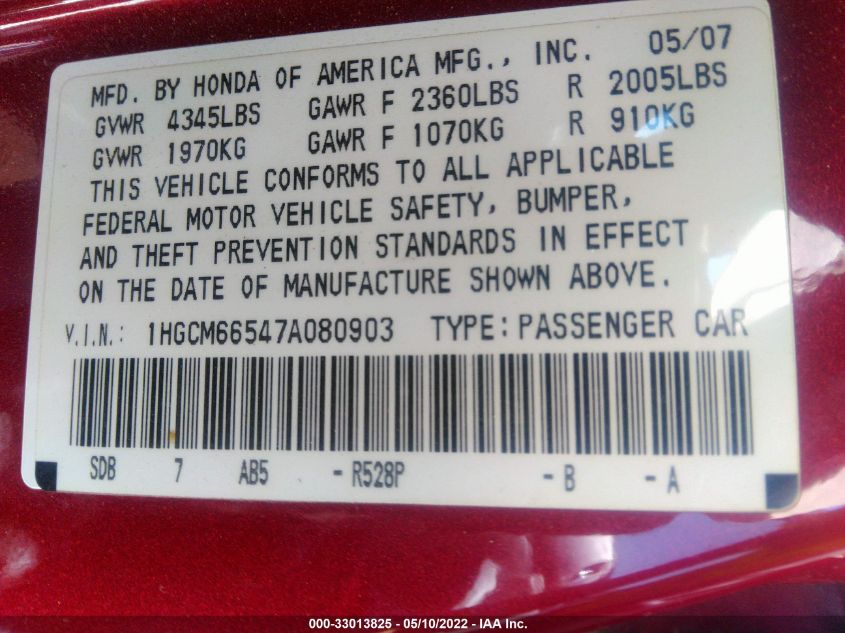 MFD. BY HONDA OF AMERICA MFG., INC. 05/07
GVWR 4345LBS GAWR F 2360LBS R 2005LBS
GVWR 1970KG GAWR F 1070KG R 910KG
THIS VEHICLE CONFORMS TO ALL APPLICABLE
FEDERAL MOTOR VEHICLE SAFETY, BUMPER,
AND THEFT PREVENTION STANDARDS IN EFFECT
ON THE DATE OF MANUFACTURE SHOWN ABOVE.
V.I.N.: 1HGCM66547A080903 TYPE: PASSENGER CAR
SDB 7 AB5 - R528P - B - A
000-33013825 - 05/10/2022 - IAA Inc.